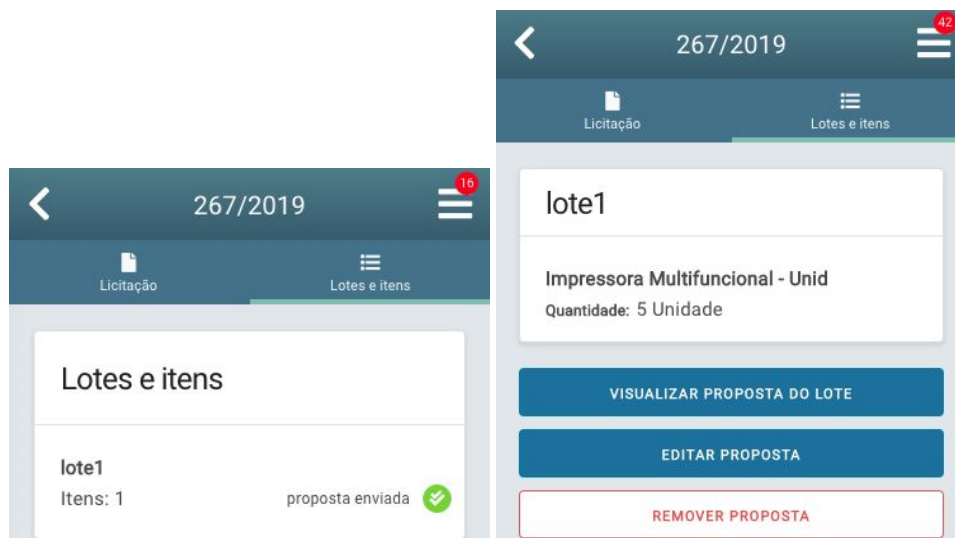 16
267/2019
Licitação
Lotes e itens
Lotes e itens
lote1
Itens: 1
proposta enviada
42
267/2019
Licitação
Lotes e itens
lote1
Impressora Multifuncional - Unid
Quantidade: 5 Unidade
VISUALIZAR PROPOSTA DO LOTE
EDITAR PROPOSTA
REMOVER PROPOSTA